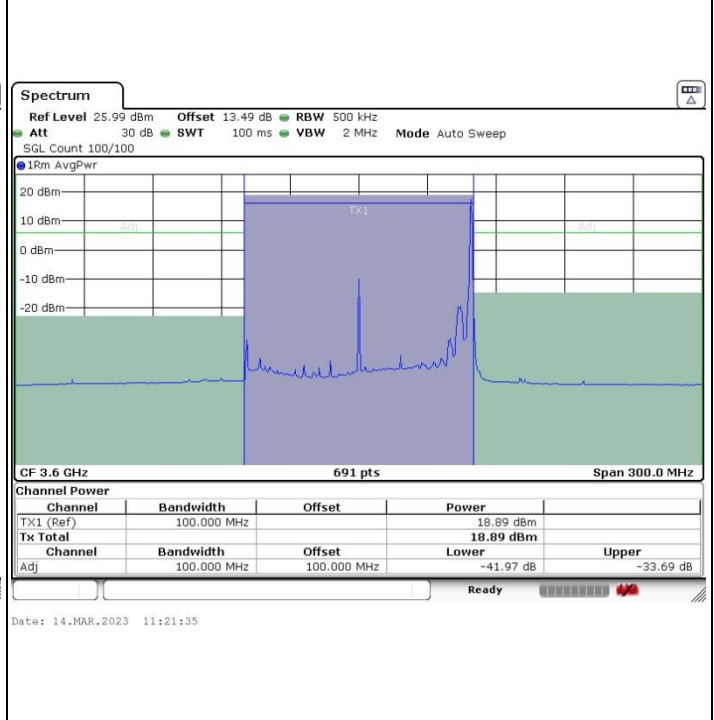 Spectrum
Ref Level 25.99 dBm Offset 13.49 dB RBW 500 kHz
Att 30 dB SWT 100 ms VBW 2 MHz Mode Auto Sweep
SGL Count 100/100
1Rm AvgPwr
20 dBm
TX1
10 dBm
Adj Adj
0 dBm
-10 dBm
-20 dBm
CF 3.6 GHz 691 pts Span 300.0 MHz
Channel Power
Channel Bandwidth Offset Power
TX1 (Ref) 100.000 MHz 18.89 dBm
Tx Total 18.89 dBm
Channel Bandwidth Offset Lower Upper
Adj 100.000 MHz 100.000 MHz -41.97 dB -33.69 dB
Ready
Date: 14.MAR.2023 11:21:35